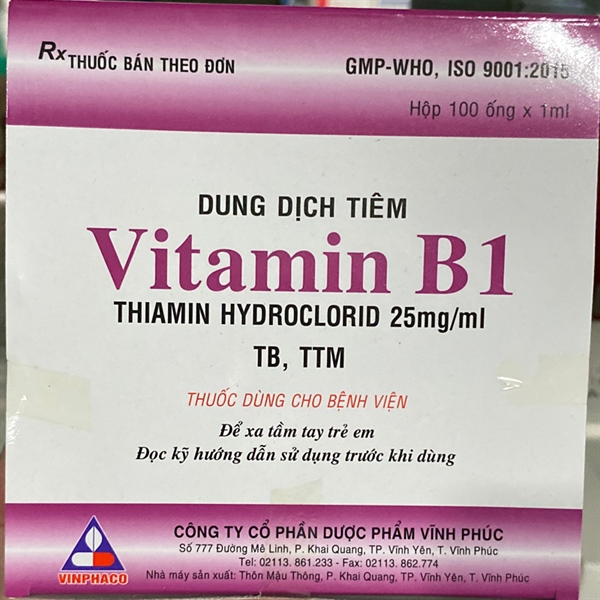 Rx THUỐC BÁN THEO ĐƠN
GMP-WHO, ISO 9001:2015
Hộp 100 ống x 1ml
DUNG DỊCH TIÊM
Vitamin B1
THIAMIN HYDROCLORID 25mg/ml
TB, TTM
THUỐC DÙNG CHO BỆNH VIỆN
Để xa tầm tay trẻ em
Đọc kỹ hướng dẫn sử dụng trước khi dùng
CÔNG TY CỔ PHẦN DƯỢC PHẨM VĨNH PHÚC
Số 777 Đường Mê Linh, P. Khai Quang, TP. Vĩnh Yên, T. Vĩnh Phúc
Tel: 02113. 861.233 - Fax: 02113. 862.774
Nhà máy sản xuất: Thôn Mậu Thông, P. Khai Quang, TP. Vĩnh Yên, T. Vĩnh Phúc
VINPHACO